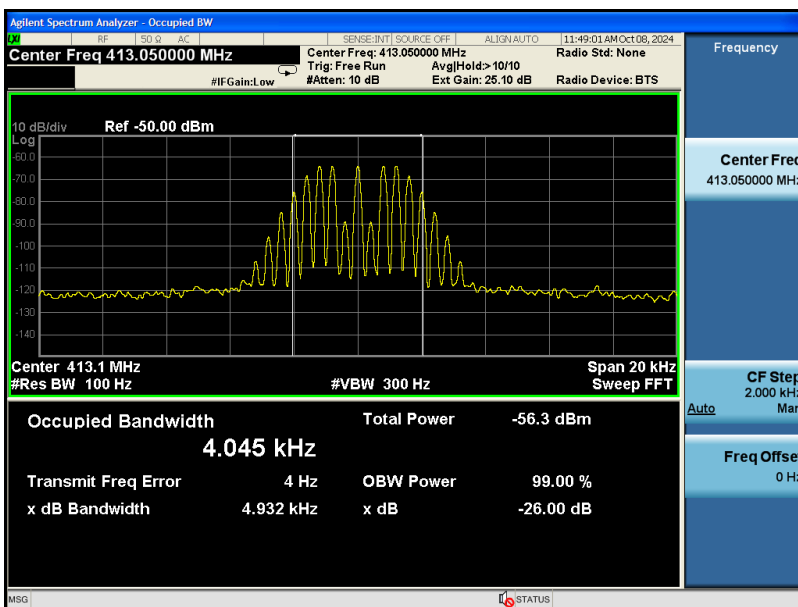 Agilent Spectrum Analyzer - Occupied BW
LXI RF 50 Ω AC SENSE:INT SOURCE OFF ALIGN AUTO 11:49:01 AM Oct 08, 2024
Center Freq 413.050000 MHz Center Freq: 413.050000 MHz Radio Std: None
Trig: Free Run Avg|Hold:>10/10
#IFGain:Low #Atten: 10 dB Ext Gain: 25.10 dB Radio Device: BTS
10 dB/div Ref -50.00 dBm
Log
-60.0
-70.0
-80.0
-90.0
-100
-110
-120
-130
-140
Center 413.1 MHz Span 20 kHz
#Res BW 100 Hz #VBW 300 Hz Sweep FFT
Occupied Bandwidth Total Power -56.3 dBm
4.045 kHz
Transmit Freq Error 4 Hz OBW Power 99.00 %
x dB Bandwidth 4.932 kHz x dB -26.00 dB
MSG STATUS
Frequency
Center Freq
413.050000 MHz
CF Step
2.000 kHz
Auto Man
Freq Offset
0 Hz